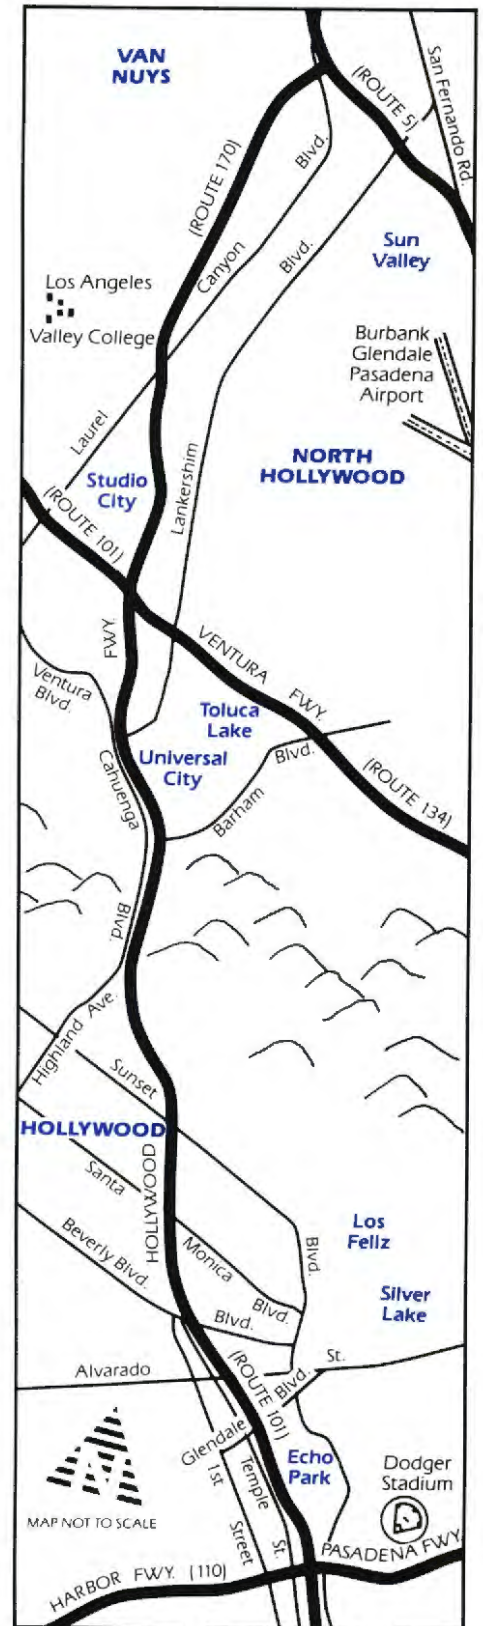 VAN
NUYS
San Fernando Rd.
(ROUTE 5)
(ROUTE 170)
Blvd.
Canyon
Blvd.
Sun
Valley
Los Angeles
Valley College
Burbank
Glendale
Pasadena
Airport
Laurel
NORTH
HOLLYWOOD
Studio
City
Lankershim
(ROUTE 101)
FWY.
VENTURA FWY.
Ventura
Blvd.
Toluca
Lake
Universal
City
Blvd.
(ROUTE 134)
Cahuenga
Barham
Blvd.
Highland Ave.
Sunset
HOLLYWOOD
Santa
HOLLYWOOD
Los
Feliz
Beverly Blvd.
Monica
Blvd.
Silver
Lake
Blvd.
Blvd.
Alvarado
St.
(ROUTE 101)
Blvd.
Glendale
Echo
Park
Dodger
Stadium
1st
Temple
MAP NOT TO SCALE
Street
St.
PASADENA FWY.
HARBOR FWY. (110)